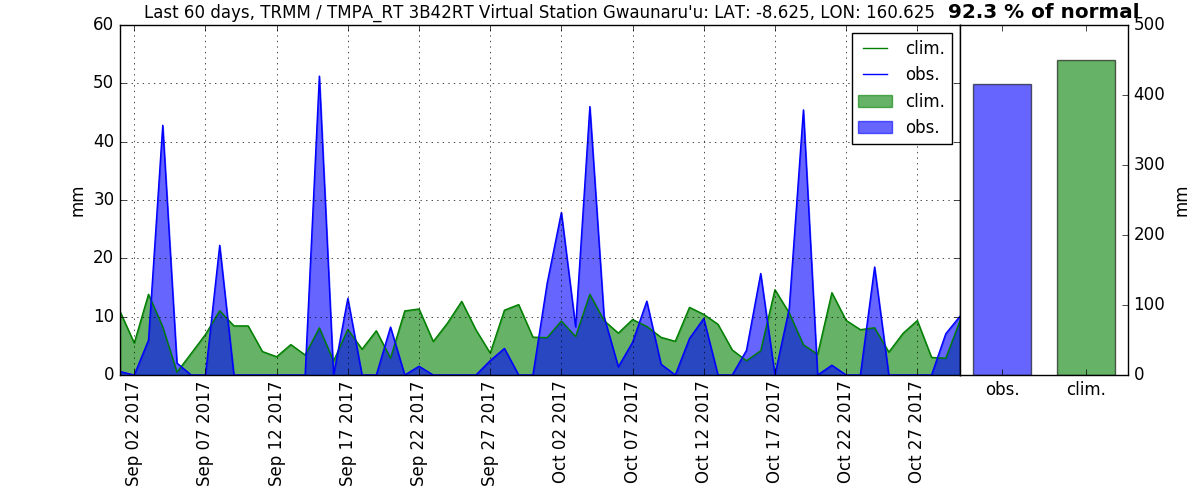 Last 60 days, TRMM / TMPA_RT 3B42RT Virtual Station Gwaunaru'u: LAT: -8.625, LON: 160.625 92.3 % of normal
60
50
40
30
20
10
0
mm
clim.
obs.
clim.
obs.
500
400
300
200
100
0
mm
Sep 02 2017
Sep 07 2017
Sep 12 2017
Sep 17 2017
Sep 22 2017
Sep 27 2017
Oct 02 2017
Oct 07 2017
Oct 12 2017
Oct 17 2017
Oct 22 2017
Oct 27 2017
obs.
clim.